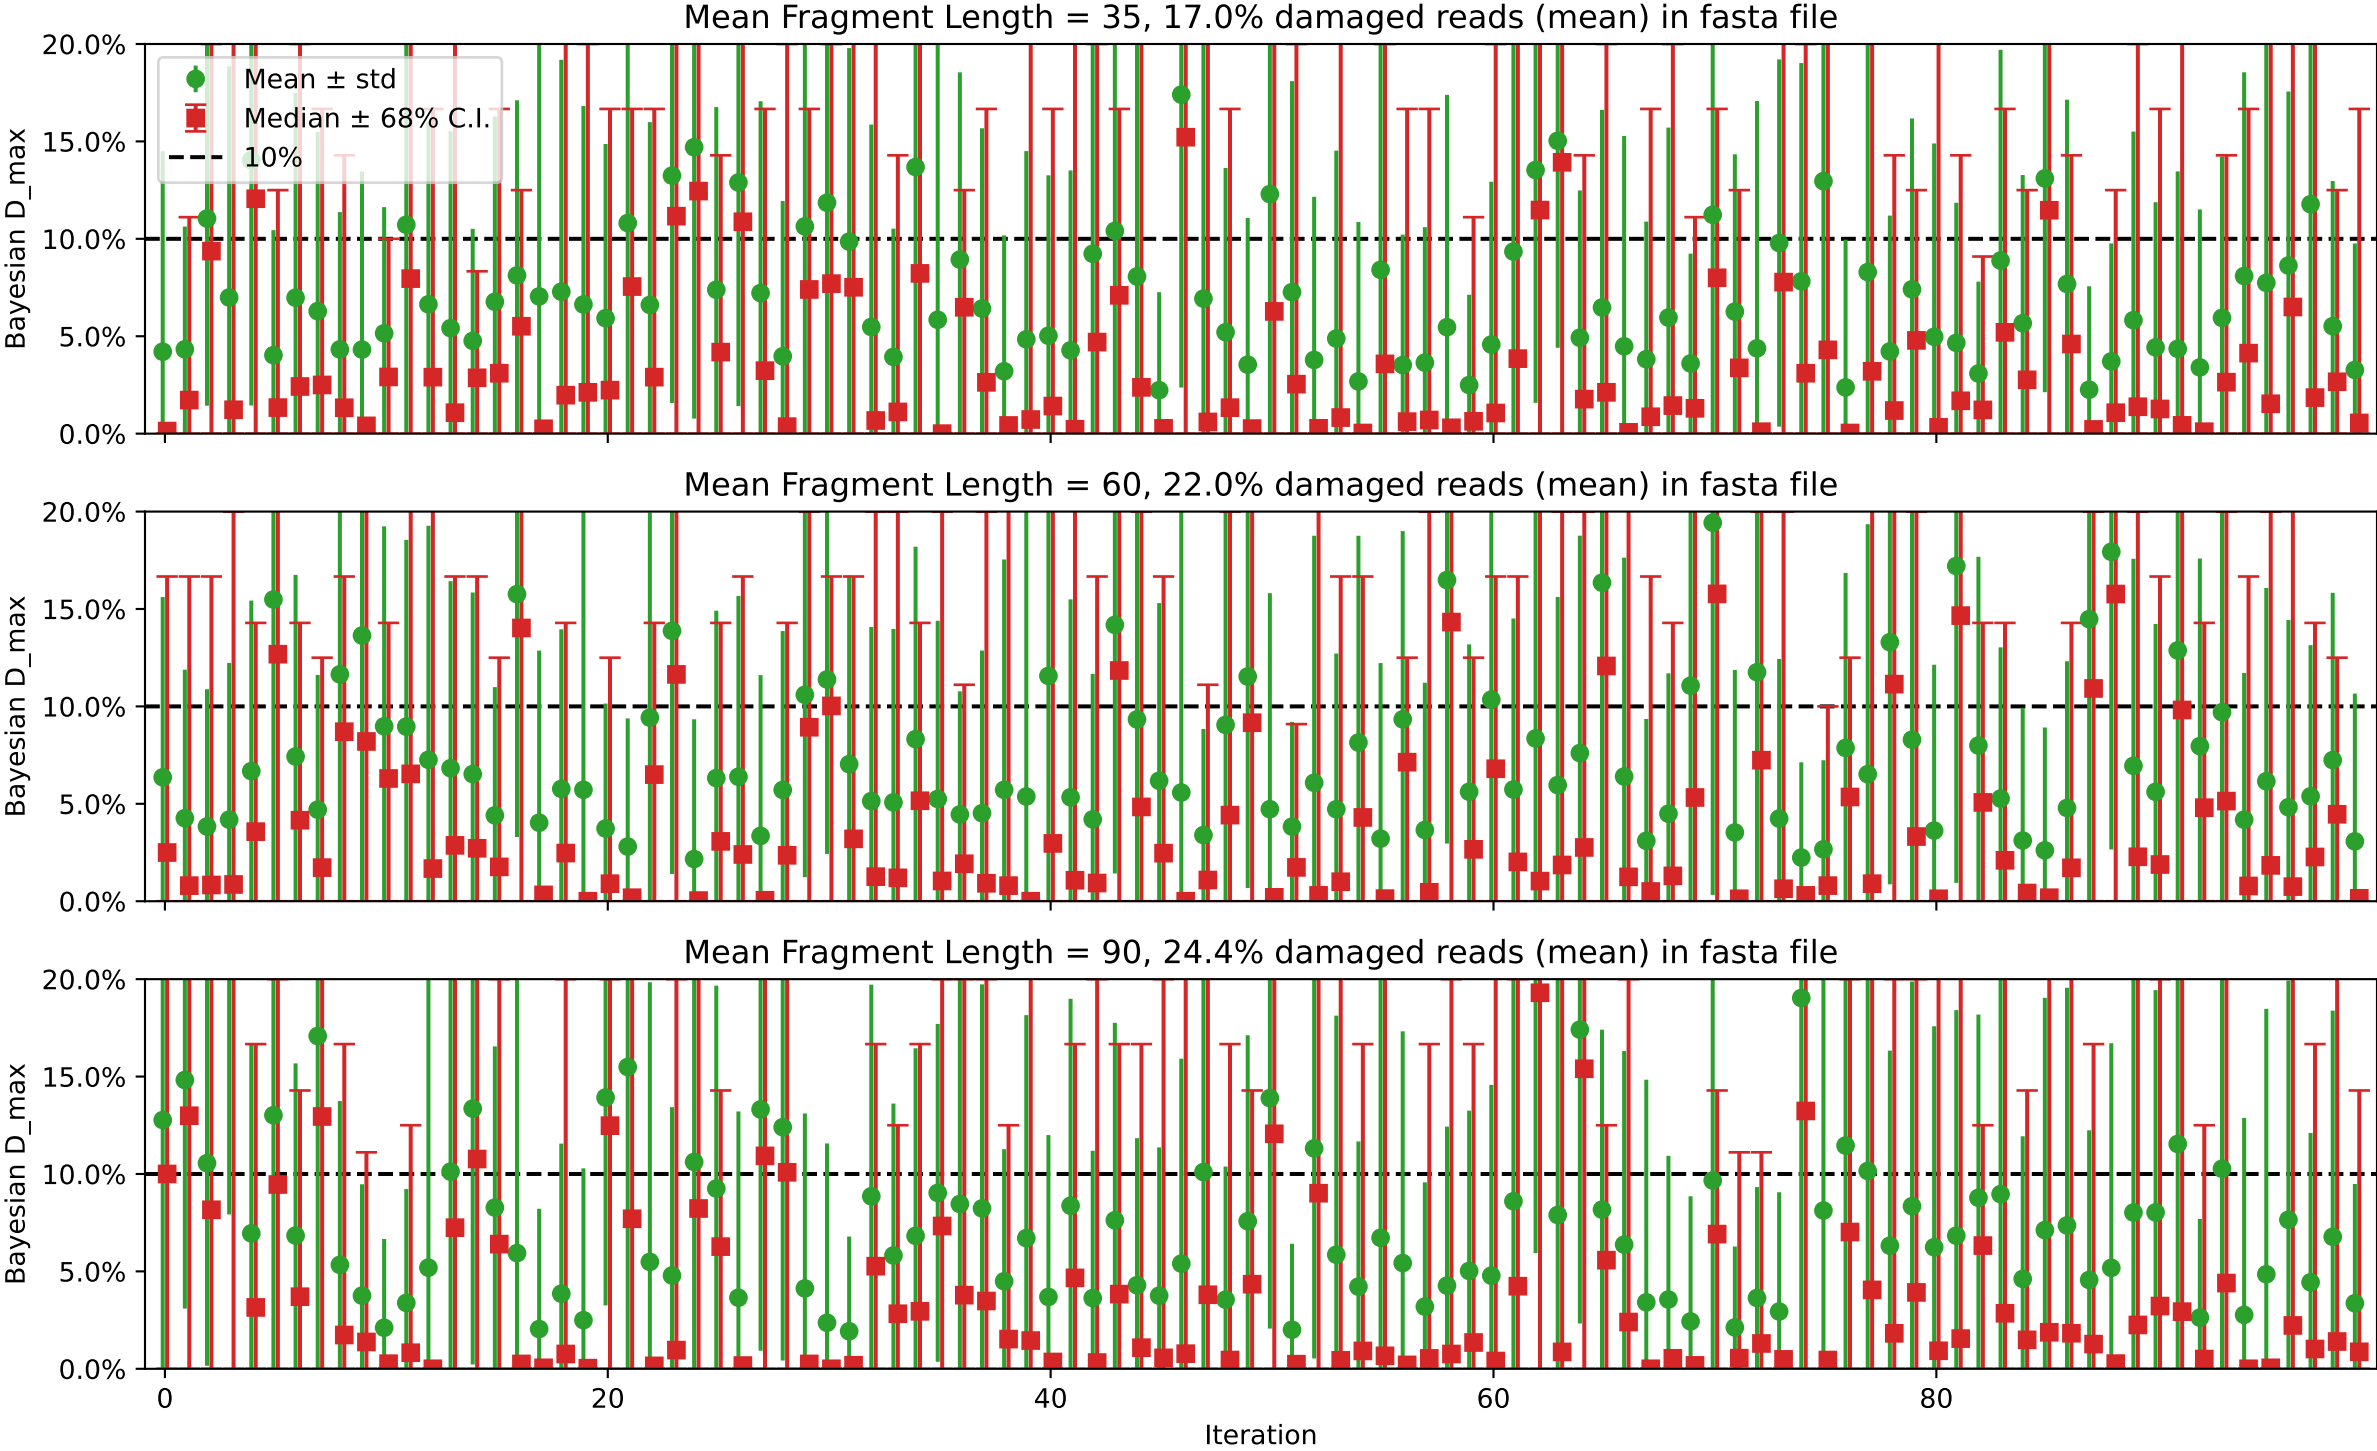 Mean Fragment Length = 35, 17.0% damaged reads (mean) in fasta file
20.0%
15.0%
10.0%
5.0%
0.0%
Bayesian D_max
Mean ± std
Median ± 68% C.I.
10%
Mean Fragment Length = 60, 22.0% damaged reads (mean) in fasta file
20.0%
15.0%
10.0%
5.0%
0.0%
Bayesian D_max
Mean Fragment Length = 90, 24.4% damaged reads (mean) in fasta file
20.0%
15.0%
10.0%
5.0%
0.0%
Bayesian D_max
0 20 40 60 80
Iteration